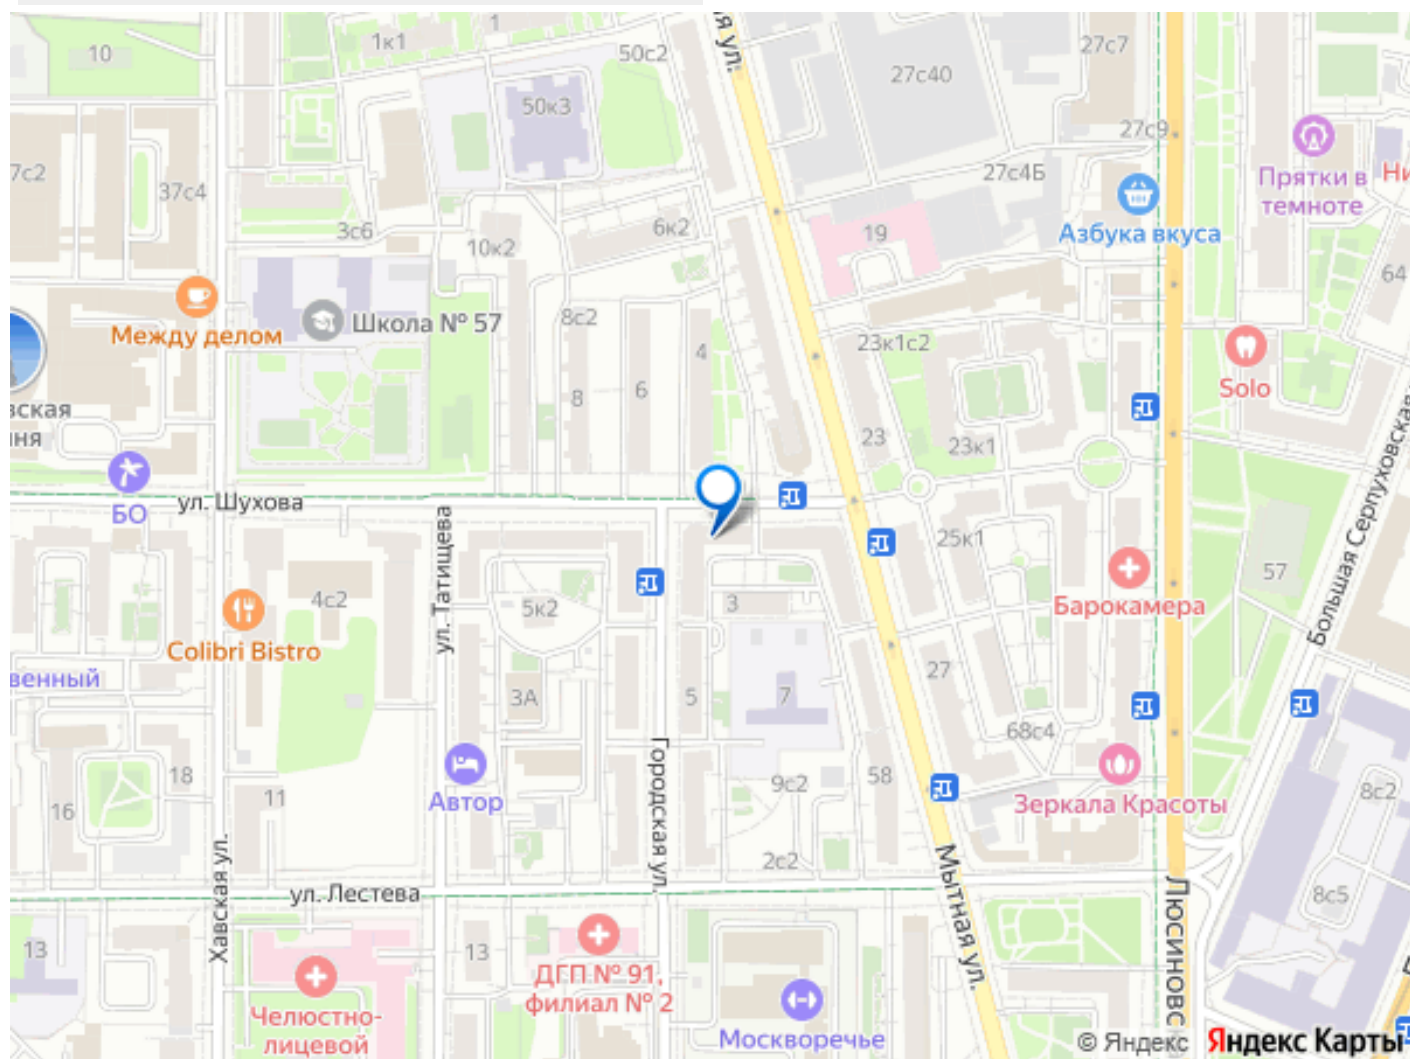 10
1к1
1
50с2
50к3
я ул.
27с40
27с7
27с9
27с4Б
7с2
37с4
3с6
10к2
6к2
19
Азбука вкуса
Прятки в
темноте
Ни
64
Между делом
Школа № 57
8с2
4
8
6
23к1с2
Solo
вская
ня
23
23к1
БО
ул. Шухова
ул. Татищева
25к1
57
Большая Серпуховская
Барокамера
4с2
5к2
3
Colibri Bistro
венный
3А
5
7
27
68с4
18
16
11
Автор
Городская ул.
9с2
58
Зеркала Красоты
8с2
Хавская ул.
2с2
Мытная ул.
ул. Лестева
Люсиновс
8с5
13
13
ДГП № 91,
филиал № 2
Челюстно-
лицевой
Москворечье
© Яндекс
Яндекс Карты